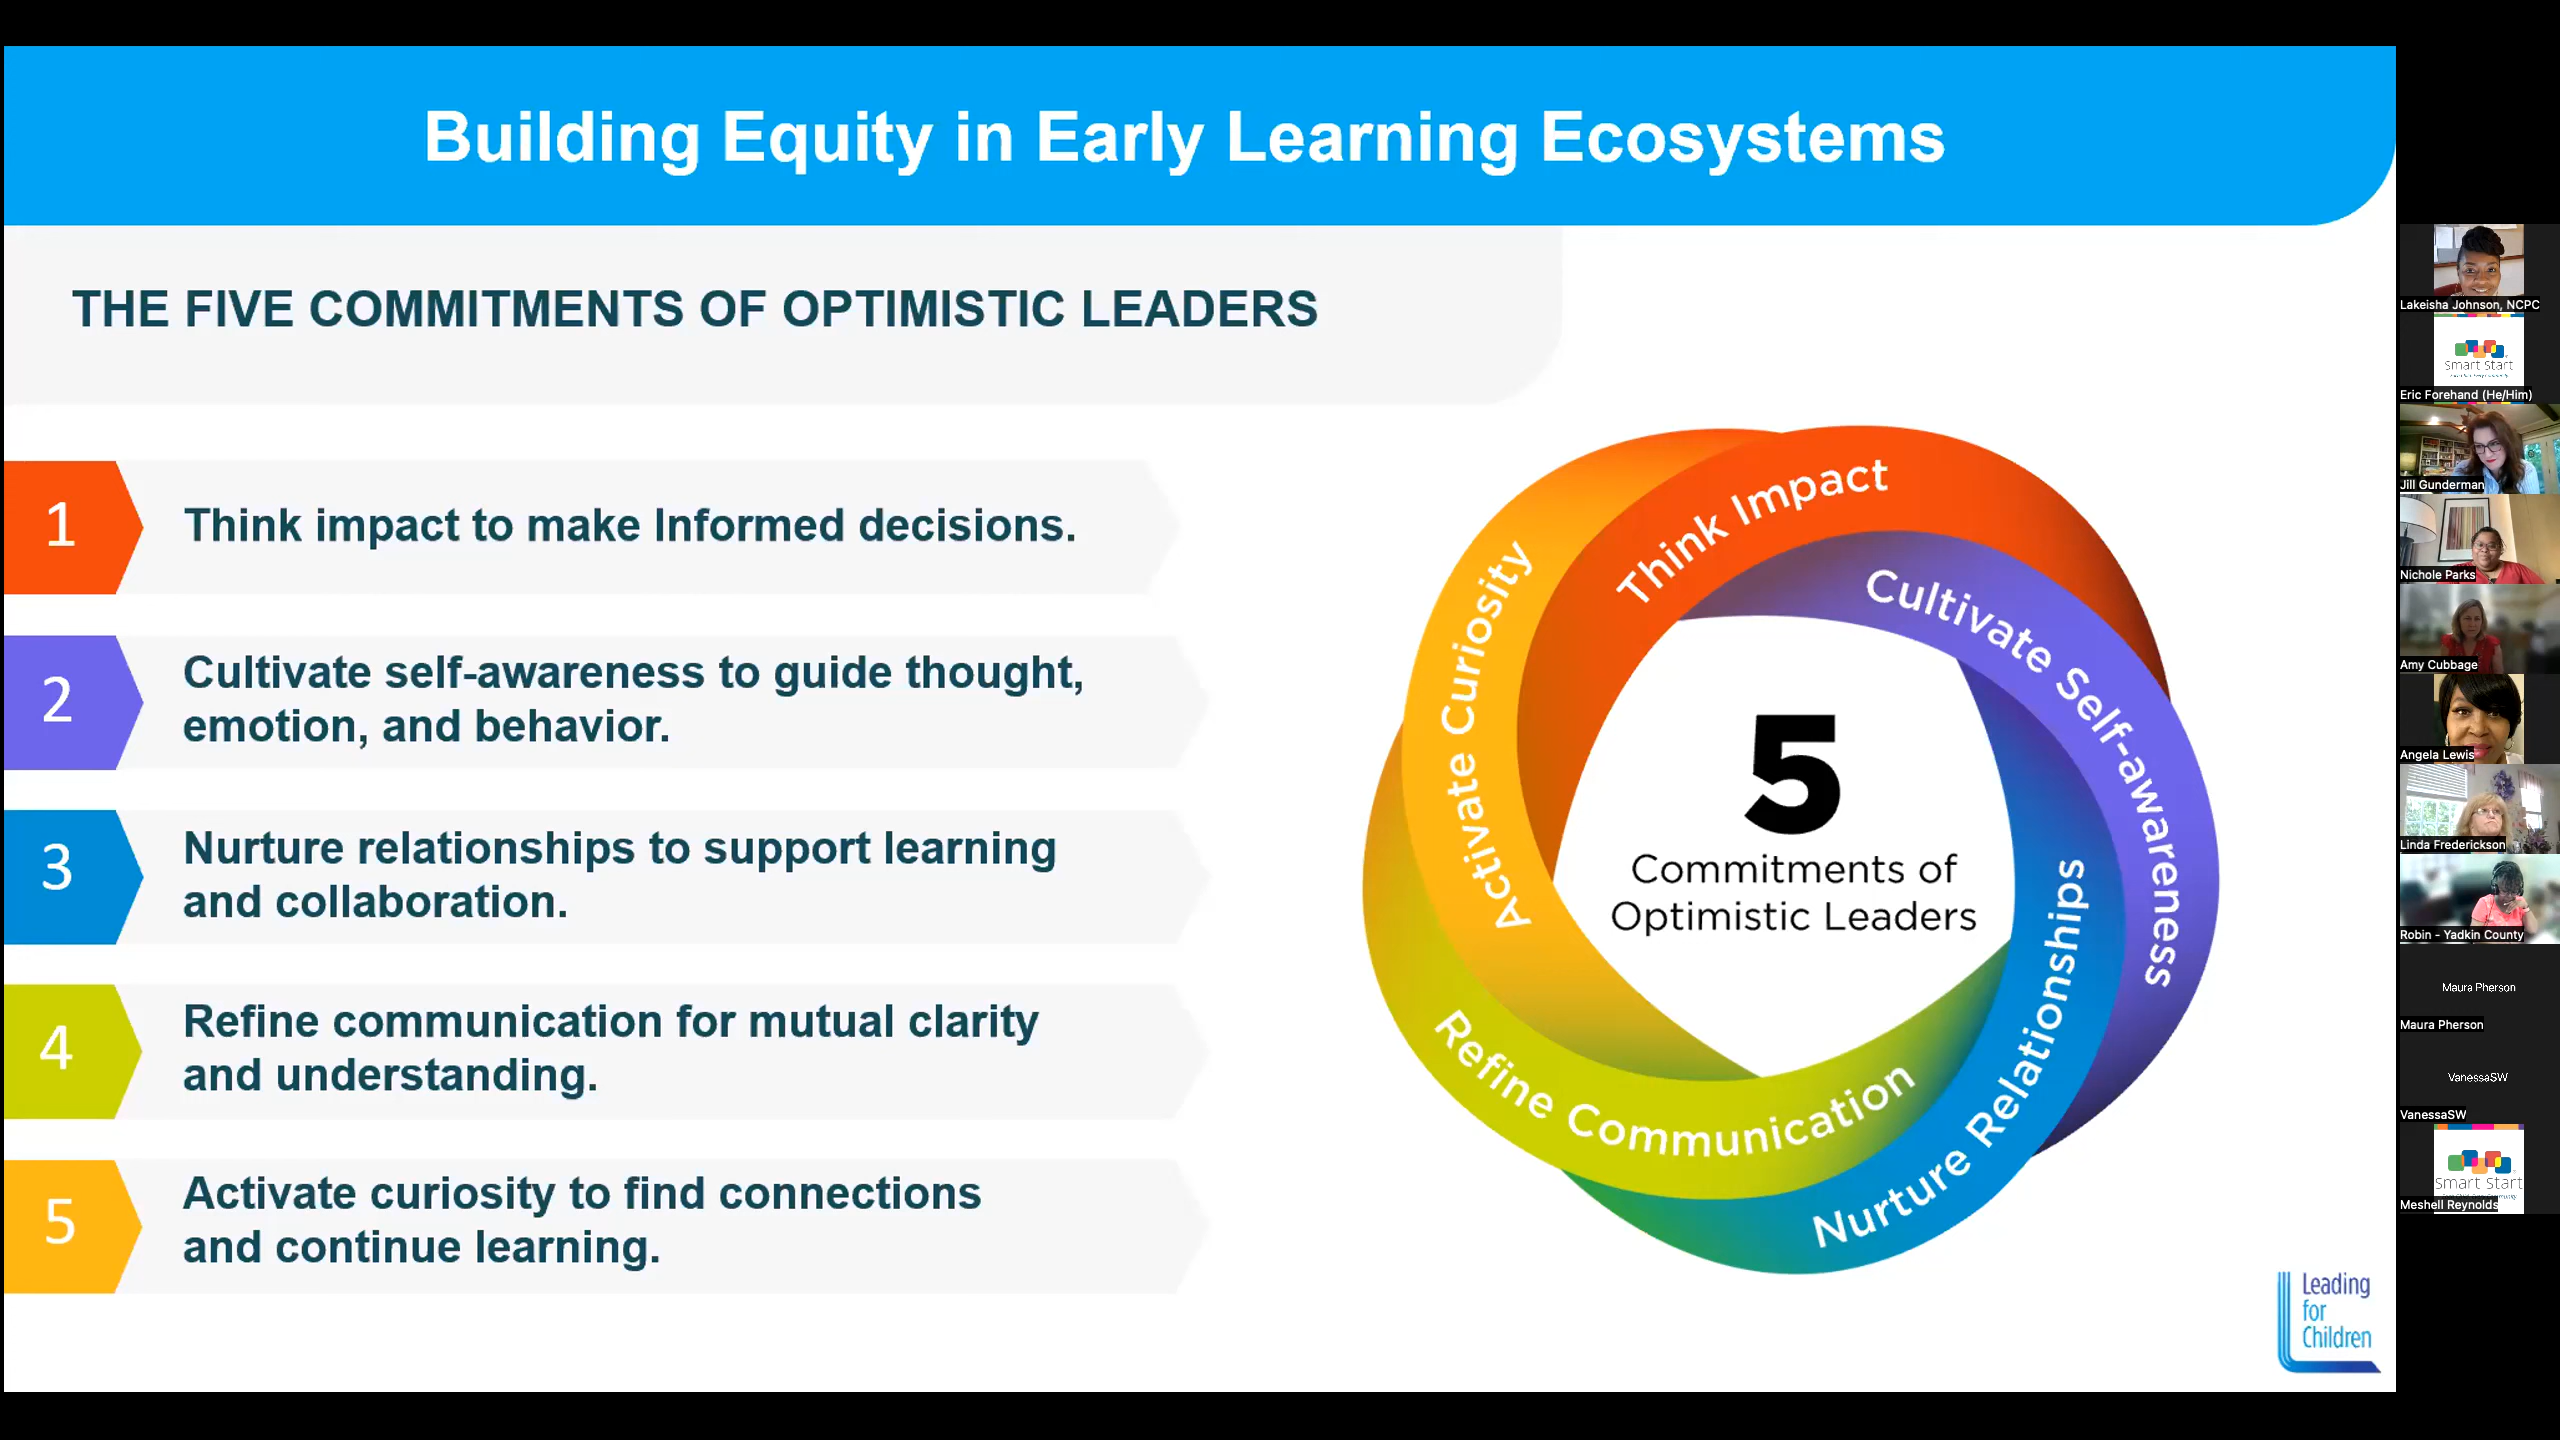 Building Equity in Early Learning Ecosystems
THE FIVE COMMITMENTS OF OPTIMISTIC LEADERS
1
Think impact to make Informed decisions.
2
Cultivate self-awareness to guide thought,
emotion, and behavior.
3
Nurture relationships to support learning
and collaboration.
4
Refine communication for mutual clarity
and understanding.
5
Activate curiosity to find connections
and continue learning.
Think Impact
Cultivate Self-awareness
Nurture Relationships
Refine Communication
Activate Curiosity
5
Commitments of
Optimistic Leaders
Leading
for
Children
Lakeisha Johnson, NCPC
Smart Start
Eric Forehand (He/Him)
Jill Gunderman
Nichole Parks
Amy Cubbage
Angela Lewis
Linda Frederickson
Robin - Yadkin County
Maura Pherson
Maura Pherson
VanessaSW
VanessaSW
Smart Start
Meshell Reynolds